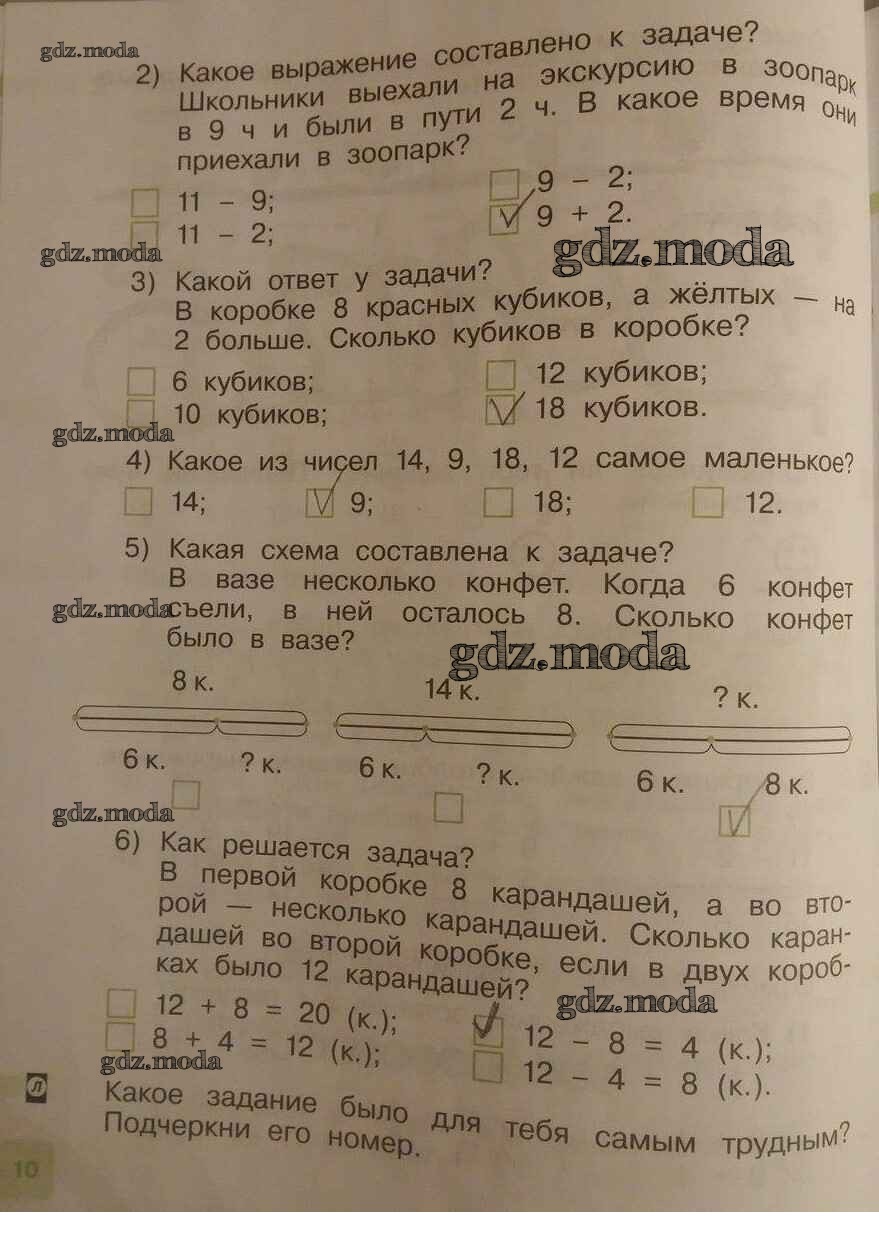 gdz.moda
2) Какое выражение составлено к задаче?
Школьники выехали на экскурсию в зоопарк
в 9 ч и были в пути 2 ч. В какое время они
приехали в зоопарк?
11 – 9; 9 – 2;
11 – 2; 9 + 2.
gdz.moda gdz.moda
3) Какой ответ у задачи?
В коробке 8 красных кубиков, а жёлтых — на
2 больше. Сколько кубиков в коробке?
6 кубиков; 12 кубиков;
10 кубиков; 18 кубиков.
gdz.moda
4) Какое из чисел 14, 9, 18, 12 самое маленькое?
14; 9; 18; 12.
5) Какая схема составлена к задаче?
В вазе несколько конфет. Когда 6 конфет
gdz.moda съели, в ней осталось 8. Сколько конфет
было в вазе?
gdz.moda
8 к. 14 к. ? к.
6 к. ? к. 6 к. ? к. 6 к. 8 к.
gdz.moda
6) Как решается задача?
В первой коробке 8 карандашей, а во вто-
рой — несколько карандашей. Сколько каран-
дашей во второй коробке, если в двух короб-
ках было 12 карандашей?
gdz.moda
12 + 8 = 20 (к.); 12 – 8 = 4 (к.);
8 + 4 = 12 (к.); 12 – 4 = 8 (к.).
gdz.moda
л
Какое задание было для тебя самым трудным?
Подчеркни его номер.
10